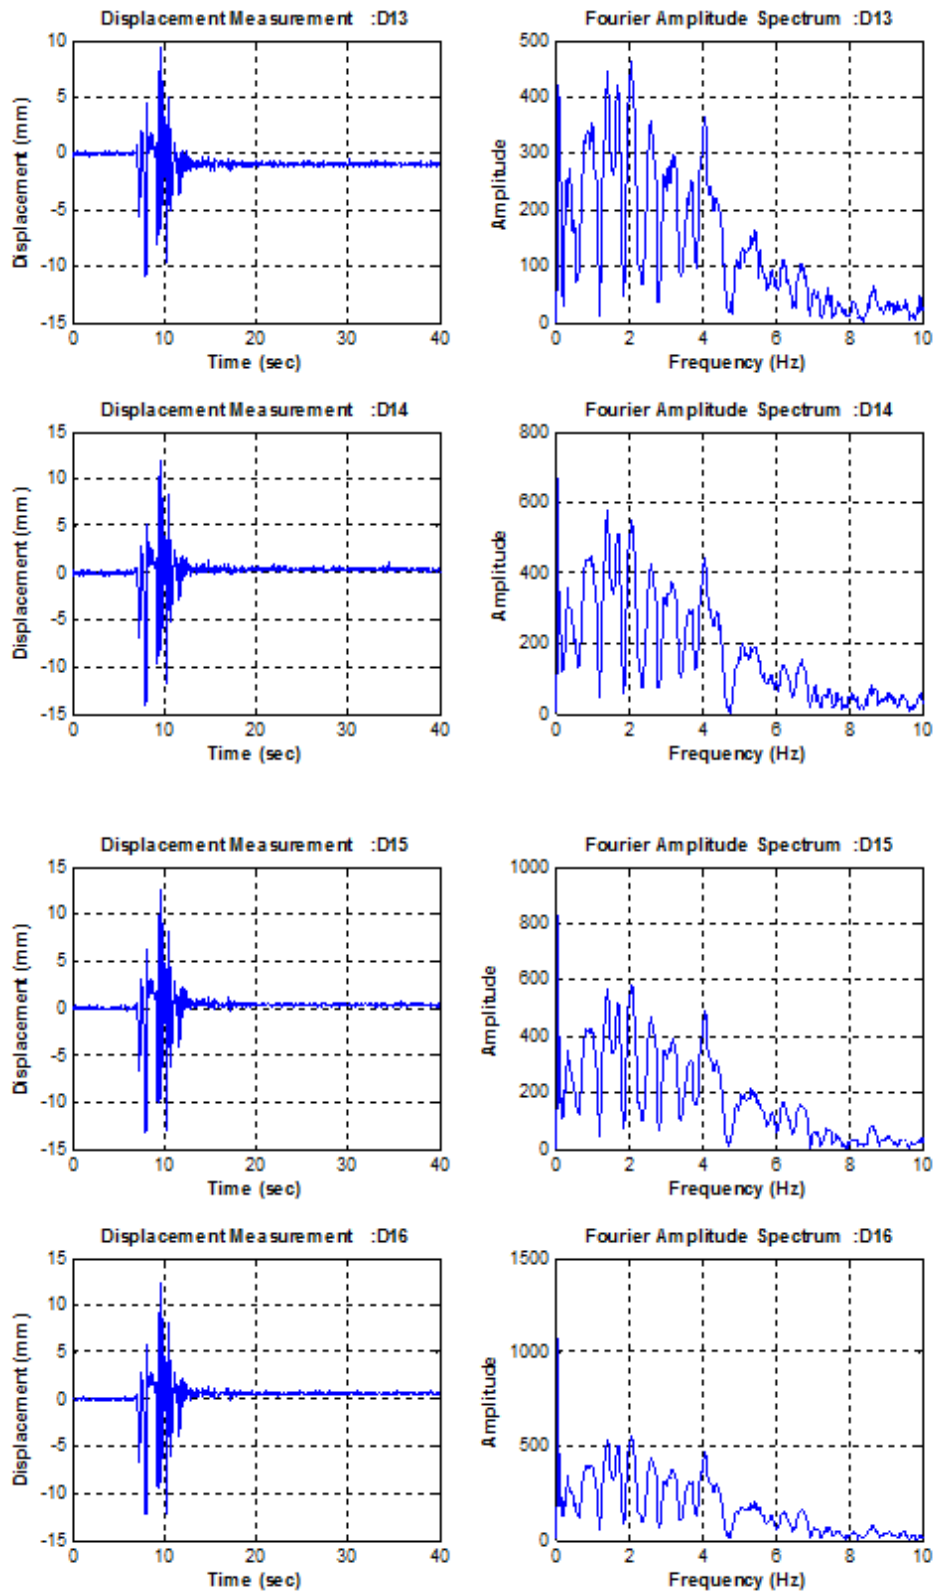 Displacement Measurement :D13
Fourier Amplitude Spectrum :D13
10
5
0
-5
-10
-15
Displacement (mm)
0 10 20 30 40
Time (sec)
500
400
300
200
100
0
Amplitude
0 2 4 6 8 10
Frequency (Hz)
Displacement Measurement :D14
Fourier Amplitude Spectrum :D14
15
10
5
0
-5
-10
-15
Displacement (mm)
0 10 20 30 40
Time (sec)
800
600
400
200
0
Amplitude
0 2 4 6 8 10
Frequency (Hz)
Displacement Measurement :D15
Fourier Amplitude Spectrum :D15
15
10
5
0
-5
-10
-15
Displacement (mm)
0 10 20 30 40
Time (sec)
1000
800
600
400
200
0
Amplitude
0 2 4 6 8 10
Frequency (Hz)
Displacement Measurement :D16
Fourier Amplitude Spectrum :D16
15
10
5
0
-5
-10
-15
Displacement (mm)
0 10 20 30 40
Time (sec)
1500
1000
500
0
Amplitude
0 2 4 6 8 10
Frequency (Hz)